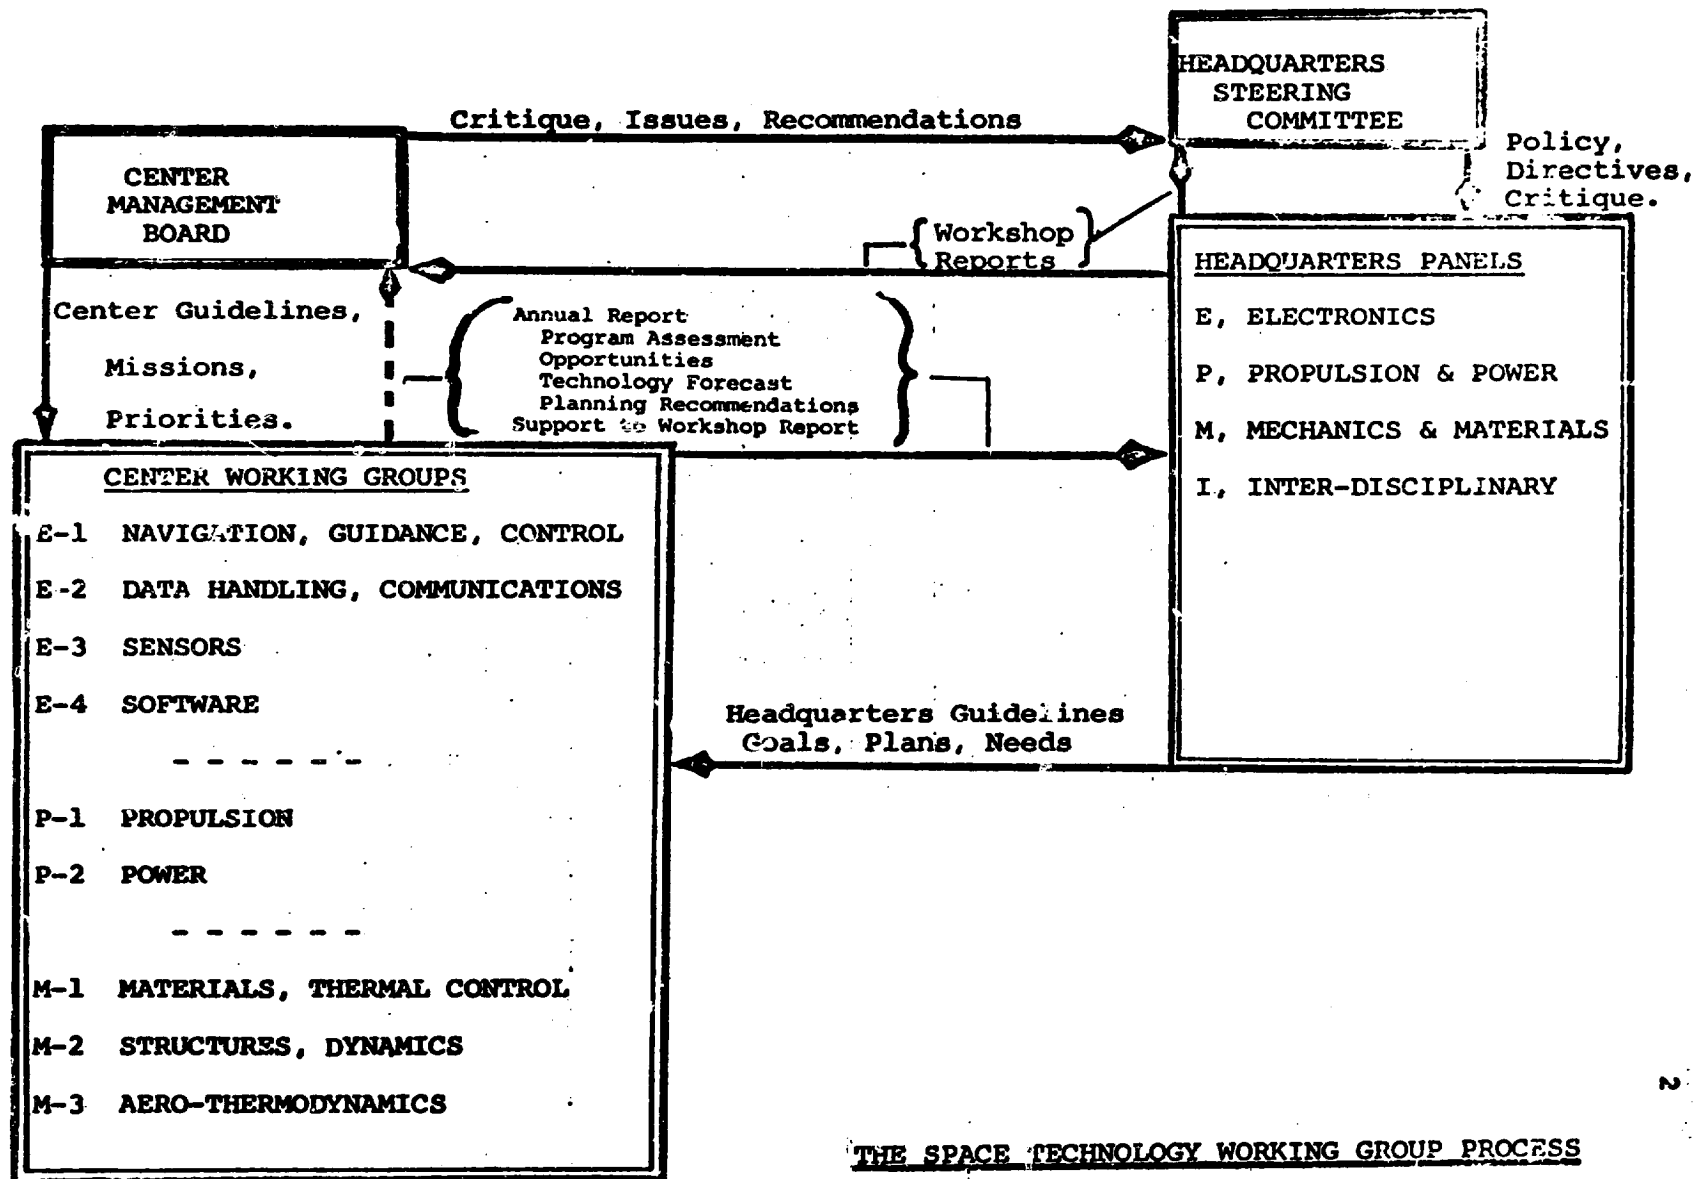 HEADQUARTERS
STEERING
COMMITTEE
Critique, Issues, Recommendations
Policy,
Directives,
Critique.
CENTER
MANAGEMENT
BOARD
Workshop
Reports
HEADQUARTERS PANELS
E, ELECTRONICS
P, PROPULSION & POWER
M, MECHANICS & MATERIALS
I, INTER-DISCIPLINARY
Center Guidelines,
Missions,
Priorities.
Annual Report
Program Assessment
Opportunities
Technology Forecast
Planning Recommendations
Support to Workshop Report
CENTER WORKING GROUPS
E-1 NAVIGATION, GUIDANCE, CONTROL
E-2 DATA HANDLING, COMMUNICATIONS
E-3 SENSORS
E-4 SOFTWARE
- - - - - -
P-1 PROPULSION
P-2 POWER
- - - - - -
M-1 MATERIALS, THERMAL CONTROL
M-2 STRUCTURES, DYNAMICS
M-3 AERO-THERMODYNAMICS
Headquarters Guidelines
Goals, Plans, Needs
2
THE SPACE TECHNOLOGY WORKING GROUP PROCESS